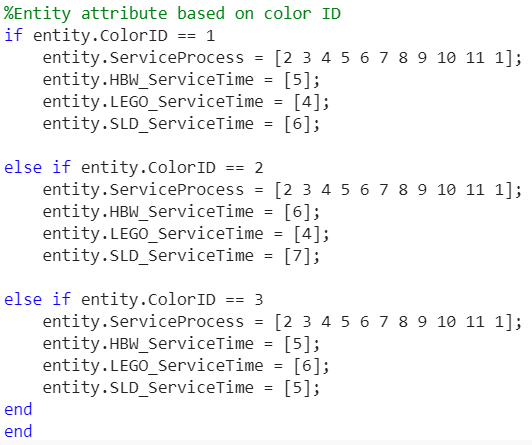 %Entity attribute based on color ID
if entity.ColorID == 1
    entity.ServiceProcess = [2 3 4 5 6 7 8 9 10 11 1];
    entity.HBW_ServiceTime = [5];
    entity.LEGO_ServiceTime = [4];
    entity.SLD_ServiceTime = [6];

else if entity.ColorID == 2
    entity.ServiceProcess = [2 3 4 5 6 7 8 9 10 11 1];
    entity.HBW_ServiceTime = [6];
    entity.LEGO_ServiceTime = [4];
    entity.SLD_ServiceTime = [7];

else if entity.ColorID == 3
    entity.ServiceProcess = [2 3 4 5 6 7 8 9 10 11 1];
    entity.HBW_ServiceTime = [5];
    entity.LEGO_ServiceTime = [6];
    entity.SLD_ServiceTime = [5];
end
end